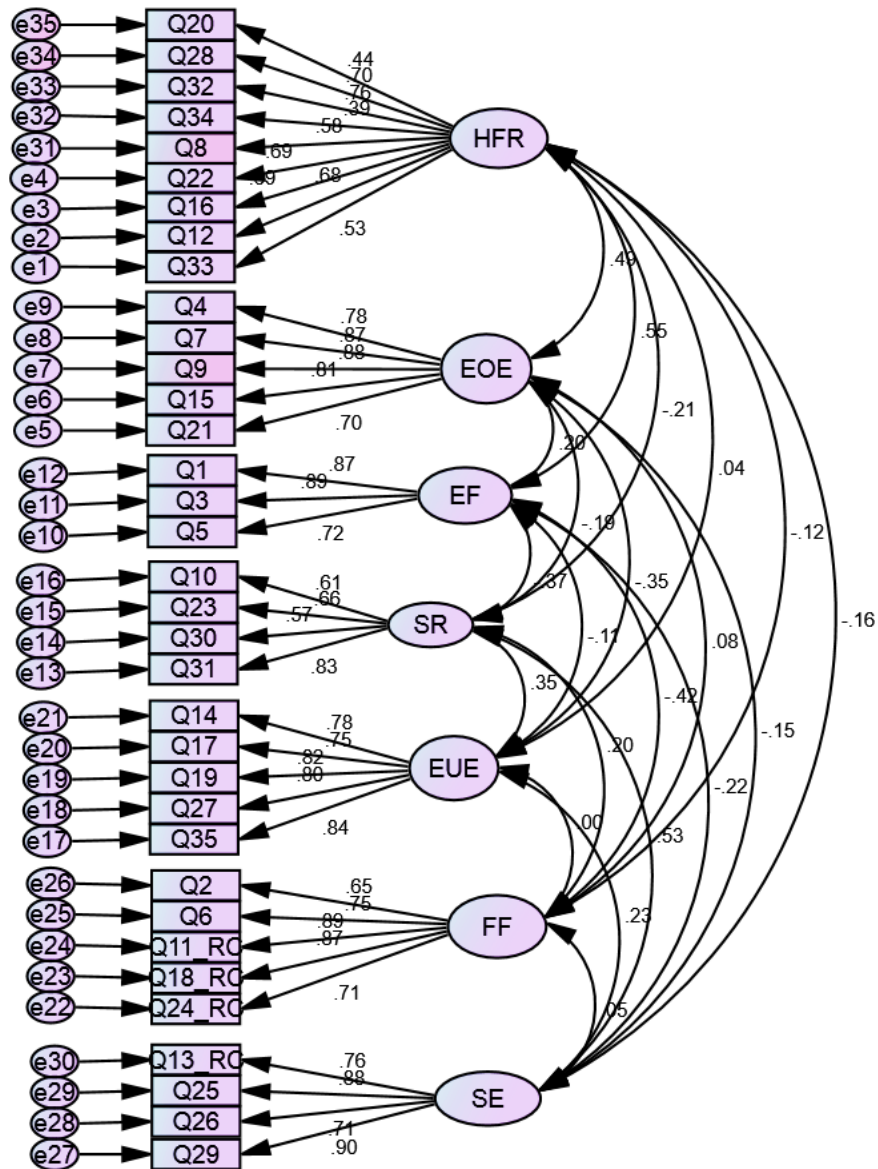 e35 Q20
e34 Q28 .44
e33 Q32 .70
e32 Q34 .76
.39
e31 Q8 .58 HFR
e4 Q22 .69
e3 Q16 .69 .68
e2 Q12 .53
e1 Q33 .49
e9 Q4 .78
e8 Q7 .87 .55
e7 Q9 .88 EOE
e6 Q15 .81 -.21
e5 Q21 .70 .20
e12 Q1 .87 .04
e11 Q3 .89 EF
e10 Q5 .72 -.19 -.12
e16 Q10 .61 -.37 -.35
e15 Q23 .66 -.16
e14 Q30 .57 SR -.11 .08
e13 Q31 .83 .35 -.42
e21 Q14 .78 -.15
e20 Q17 .75 .20
e19 Q19 .82 EUE -.22
e18 Q27 .80
e17 Q35 .84 .00 .53
e26 Q2 .65
e25 Q6 .75 FF .23
e24 Q11_RC .89
e23 Q18_RC .87
e22 Q24_RC .71 .05
e30 Q13_RC .76
e29 Q25 .88 SE
e28 Q26 .71
e27 Q29 .90